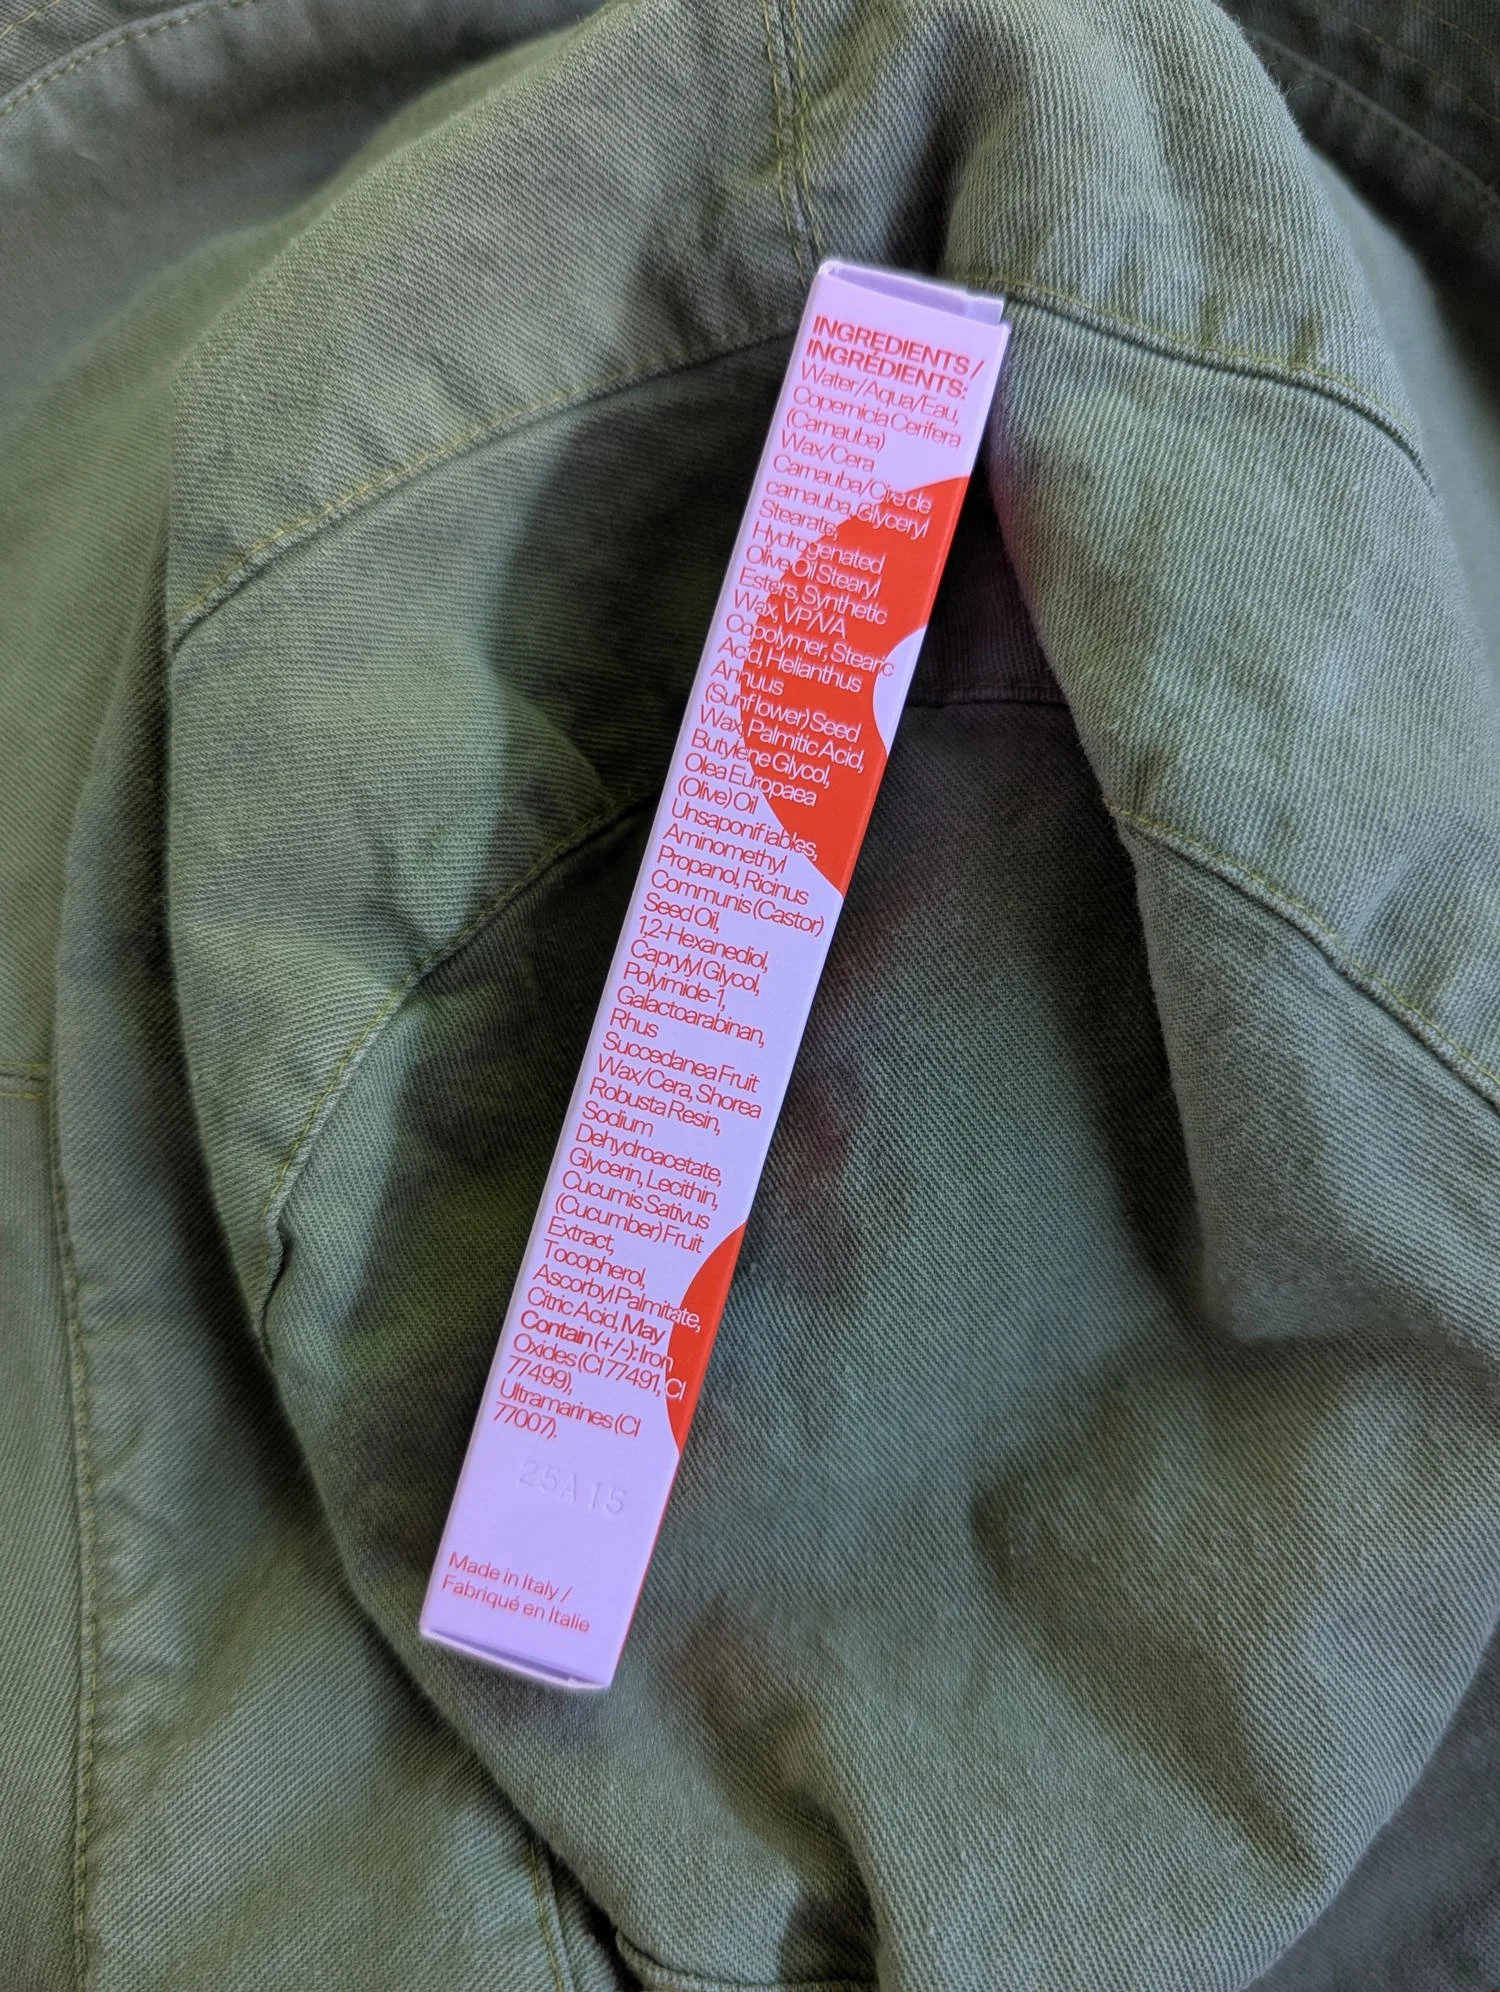 INGREDIENTS /
INGRÉDIENTS:
Water/Aqua/Eau,
Copernicia Cerifera
(Carnauba)
Wax/Cera
Carnauba/Cire de
carnauba, Glyceryl
Stearate,
Hydrogenated
Olive Oil Stearyl
Esters, Synthetic
Wax, VP/VA
Copolymer, Stearic
Acid, Helianthus
Annuus
(Sunflower) Seed
Wax, Palmitic Acid,
Butylene Glycol,
Olea Europaea
(Olive) Oil
Unsaponifiables,
Aminomethyl
Propanol, Ricinus
Communis (Castor)
Seed Oil,
1,2-Hexanediol,
Caprylyl Glycol,
Polyimide-1,
Galactoarabinan,
Rhus
Succedanea Fruit
Wax/Cera, Shorea
Robusta Resin,
Sodium
Dehydroacetate,
Glycerin, Lecithin,
Cucumis Sativus
(Cucumber) Fruit
Extract,
Tocopherol,
Ascorbyl Palmitate,
Citric Acid, May
Contain (+/-): Iron
Oxides (CI 77491, CI
77499),
Ultramarines (CI
77007).
25A15
Made in Italy /
Fabriqué en Italie